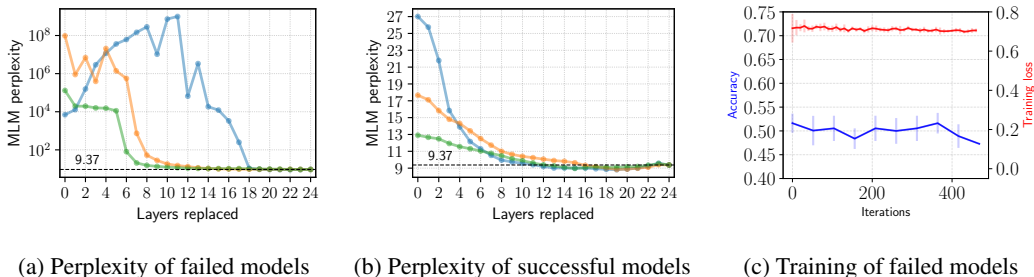 10^8
10^6
10^4
10^2
MLM perplexity
9.37
0 2 4 6 8 10 12 14 16 18 20 22 24
Layers replaced
(a) Perplexity of failed models
27
25
23
21
19
17
15
13
11
9
MLM perplexity
9.37
0 2 4 6 8 10 12 14 16 18 20 22 24
Layers replaced
(b) Perplexity of successful models
0.75
0.70
0.65
0.60
0.55
0.50
0.45
0.40
Accuracy
0.8
0.6
0.4
0.2
0.0
Training loss
0 200 400
Iterations
(c) Training of failed models